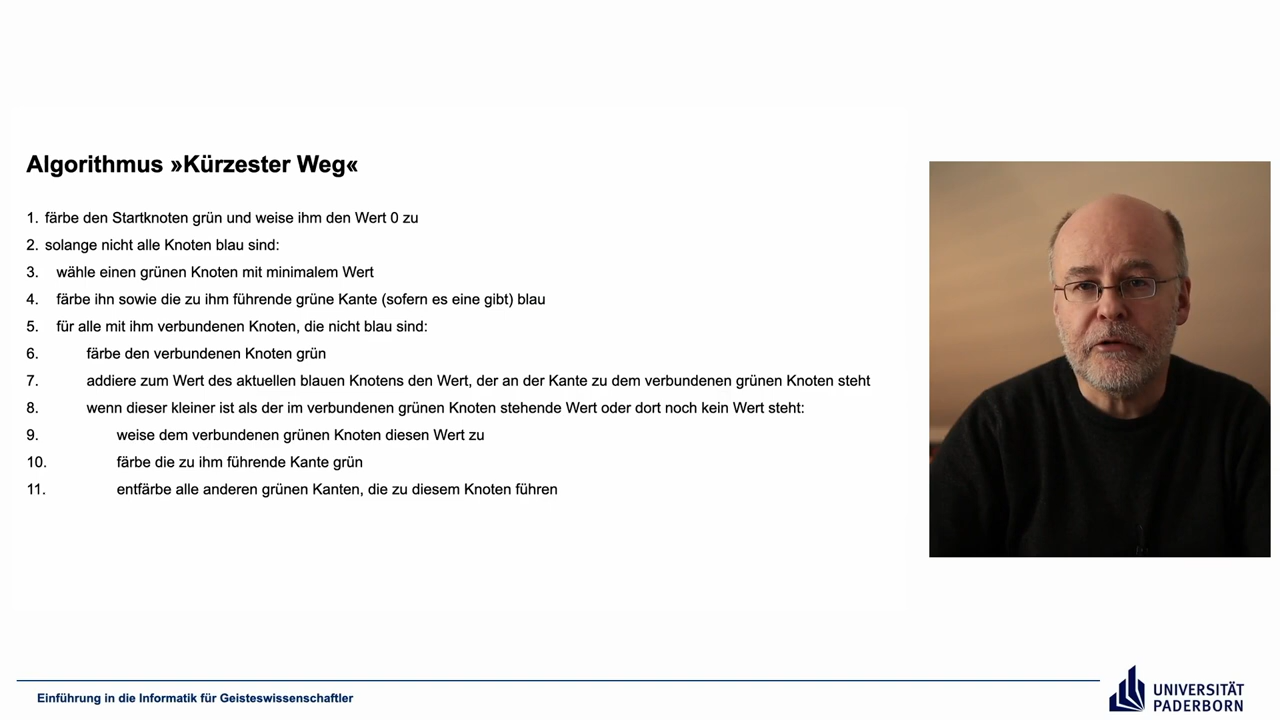 Algorithmus »Kürzester Weg«
1. färbe den Startknoten grün und weise ihm den Wert 0 zu
2. solange nicht alle Knoten blau sind:
3. wähle einen grünen Knoten mit minimalem Wert
4. färbe ihn sowie die zu ihm führende grüne Kante (sofern es eine gibt) blau
5. für alle mit ihm verbundenen Knoten, die nicht blau sind:
6. färbe den verbundenen Knoten grün
7. addiere zum Wert des aktuellen blauen Knotens den Wert, der an der Kante zu dem verbundenen grünen Knoten steht
8. wenn dieser kleiner ist als der im verbundenen grünen Knoten stehende Wert oder dort noch kein Wert steht:
9. weise dem verbundenen grünen Knoten diesen Wert zu
10. färbe die zu ihm führende Kante grün
11. entfärbe alle anderen grünen Kanten, die zu diesem Knoten führen
Einführung in die Informatik für Geisteswissenschaftler
UNIVERSITÄT
PADERBORN